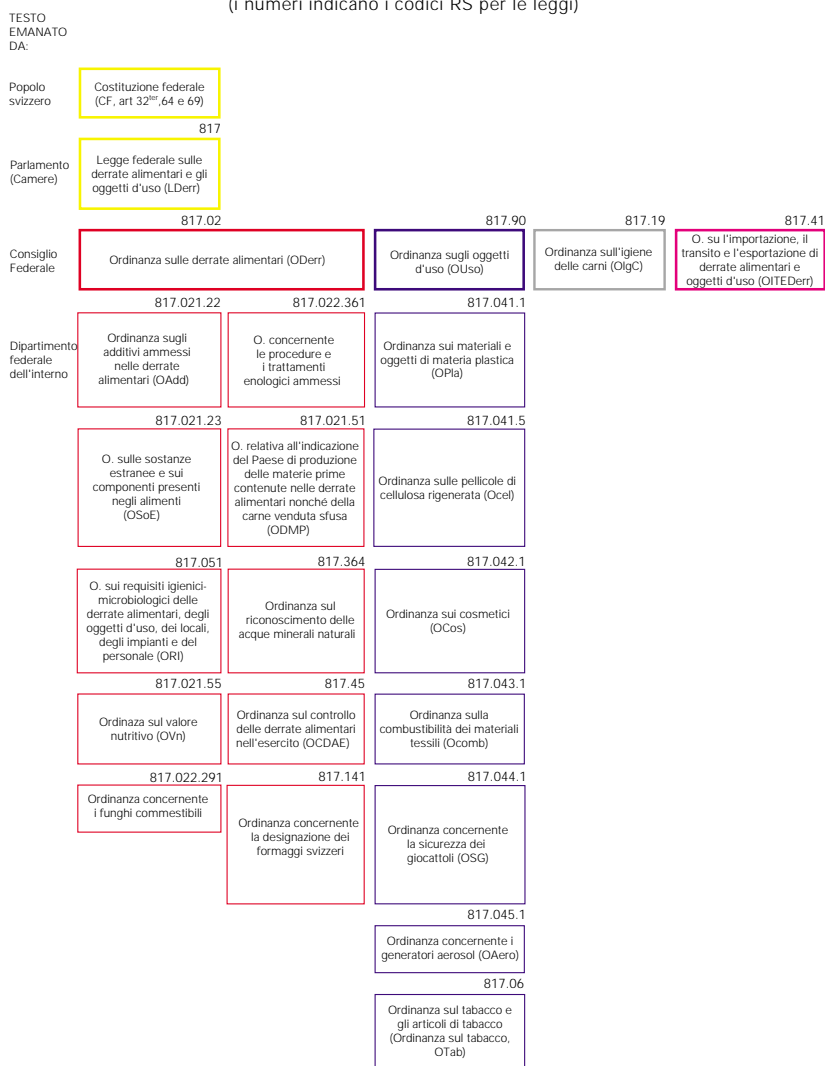 (i numeri indicano i codici RS per le leggi)
TESTO
EMANATO
DA:
Popolo
svizzero
Costituzione federale
(CF, art 32ter,64 e 69)
817
Parlamento
(Camere)
Legge federale sulle
derrate alimentari e gli
oggetti d'uso (LDerr)
817.02
817.90
817.19
817.41
Consiglio
Federale
Ordinanza sulle derrate alimentari (ODerr)
Ordinanza sugli oggetti
d'uso (OUso)
Ordinanza sull'igiene
delle carni (OIgC)
O. su l'importazione, il
transito e l'esportazione di
derrate alimentari e
oggetti d'uso (OITEDerr)
817.021.22
817.022.361
817.041.1
Dipartimento
federale
dell'interno
Ordinanza sugli
additivi ammessi
nelle derrate
alimentari (OAdd)
O. concernente
le procedure e
i trattamenti
enologici ammessi
Ordinanza sui materiali e
oggetti di materia plastica
(OPla)
817.021.23
817.021.51
817.041.5
O. sulle sostanze
estranee e sui
componenti presenti
negli alimenti
(OSoE)
O. relativa all'indicazione
del Paese di produzione
delle materie prime
contenute nelle derrate
alimentari nonché della
carne venduta sfusa
(ODMP)
Ordinanza sulle pellicole di
cellulosa rigenerata (Ocel)
817.051
817.364
817.042.1
O. sui requisiti igienici-
microbiologici delle
derrate alimentari, degli
oggetti d'uso, dei locali,
degli impianti e del
personale (ORI)
Ordinanza sul
riconoscimento delle
acque minerali naturali
Ordinanza sui cosmetici
(OCos)
817.021.55
817.45
817.043.1
Ordinaza sul valore
nutritivo (OVn)
Ordinanza sul controllo
delle derrate alimentari
nell'esercito (OCDAE)
Ordinanza sulla
combustibilità dei materiali
tessili (Ocomb)
817.022.291
817.141
817.044.1
Ordinanza concernente
i funghi commestibili
Ordinanza concernente
la designazione dei
formaggi svizzeri
Ordinanza concernente
la sicurezza dei
giocattoli (OSG)
817.045.1
Ordinanza concernente i
generatori aerosol (OAero)
817.06
Ordinanza sul tabacco e
gli articoli di tabacco
(Ordinanza sul tabacco,
OTab)